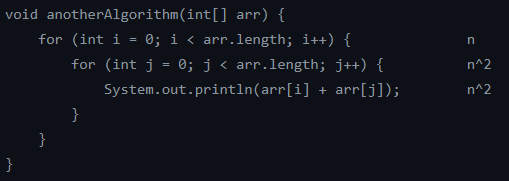 void anotherAlgorithm(int[] arr) {
    for (int i = 0; i < arr.length; i++) {              n
        for (int j = 0; j < arr.length; j++) {          n^2
            System.out.println(arr[i] + arr[j]);        n^2
        }
    }
}